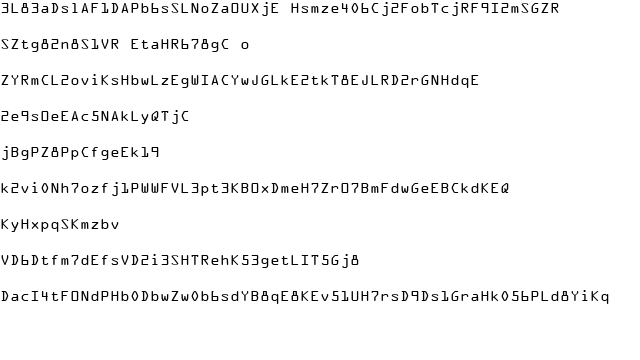 3L83aDslAF1DAPb6sSLNoZaOUXjE Hsmze406Cj2FobTcjRF9I2mSGZR
SZtg82n8S1VR EtaHR678gC o
ZYRmCL2oviKsHbwLzEgWIACYwJGLkE2tkT8EJLRD2rGNHdqE
2e9sOeEAc5NAkLyQTjC
jBgPZ8PpCfgeEk19
k2vi0Nh7ozfj1PWWFVL3pt3KBOxDmeH7ZrO7BmFdwGeEBCkdKEQ
KyHxpqSKmzbv
VD6Dtfm7dEfsVD2i3SHTRehK53getLIT5Gj8
DacI4tFONdPHb0DbwZw0b6sdYB8qE8KEv51UH7rsD9Ds1GraHk056PLd8YiKq